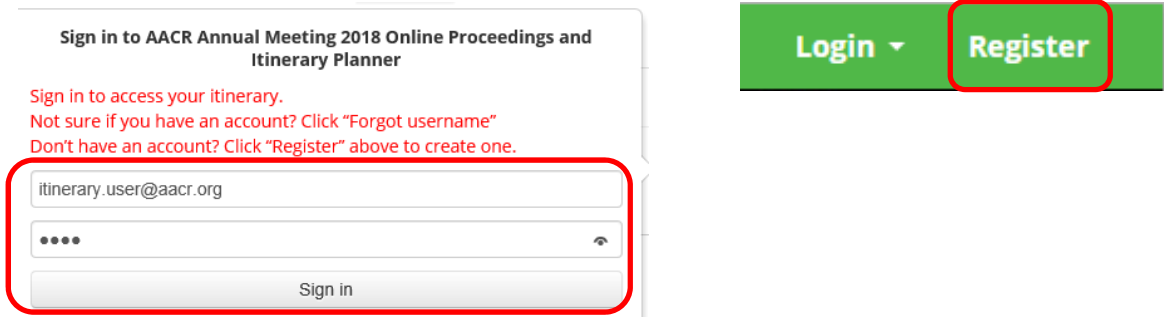 Sign in to AACR Annual Meeting 2018 Online Proceedings and
Itinerary Planner
Sign in to access your itinerary.
Not sure if you have an account? Click “Forgot username”
Don’t have an account? Click “Register” above to create one.
itinerary.user@aacr.org
••••
Sign in
Login Register